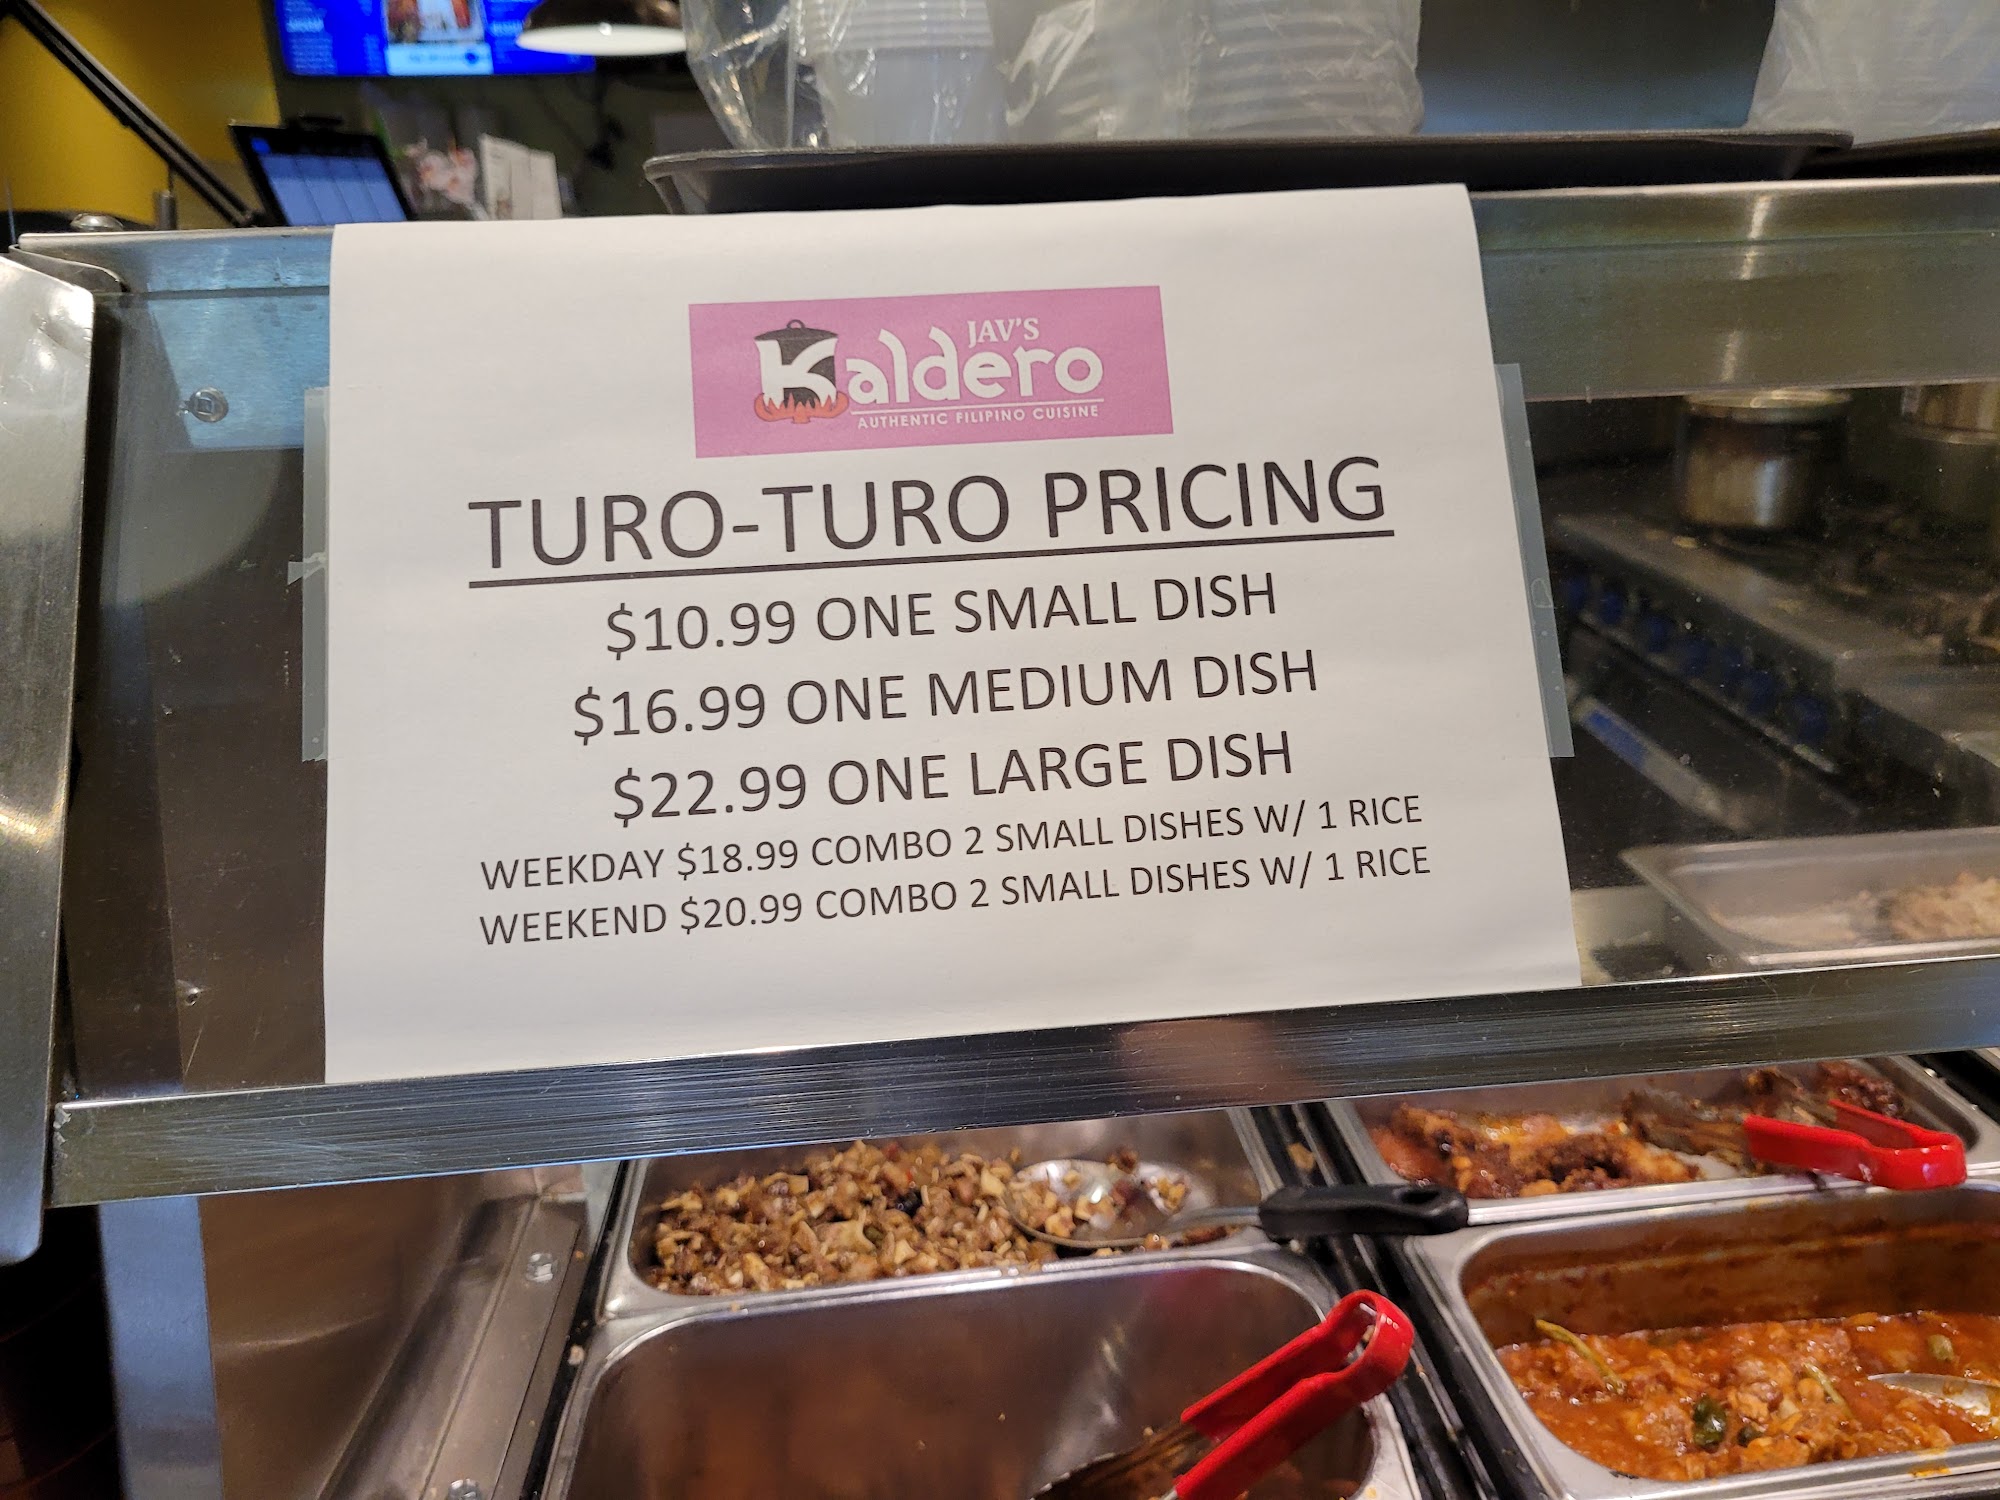 JAV'S
Kaldero
AUTHENTIC FILIPINO CUISINE
TURO-TURO PRICING
$10.99 ONE SMALL DISH
$16.99 ONE MEDIUM DISH
$22.99 ONE LARGE DISH
WEEKDAY $18.99 COMBO 2 SMALL DISHES W/ 1 RICE
WEEKEND $20.99 COMBO 2 SMALL DISHES W/ 1 RICE